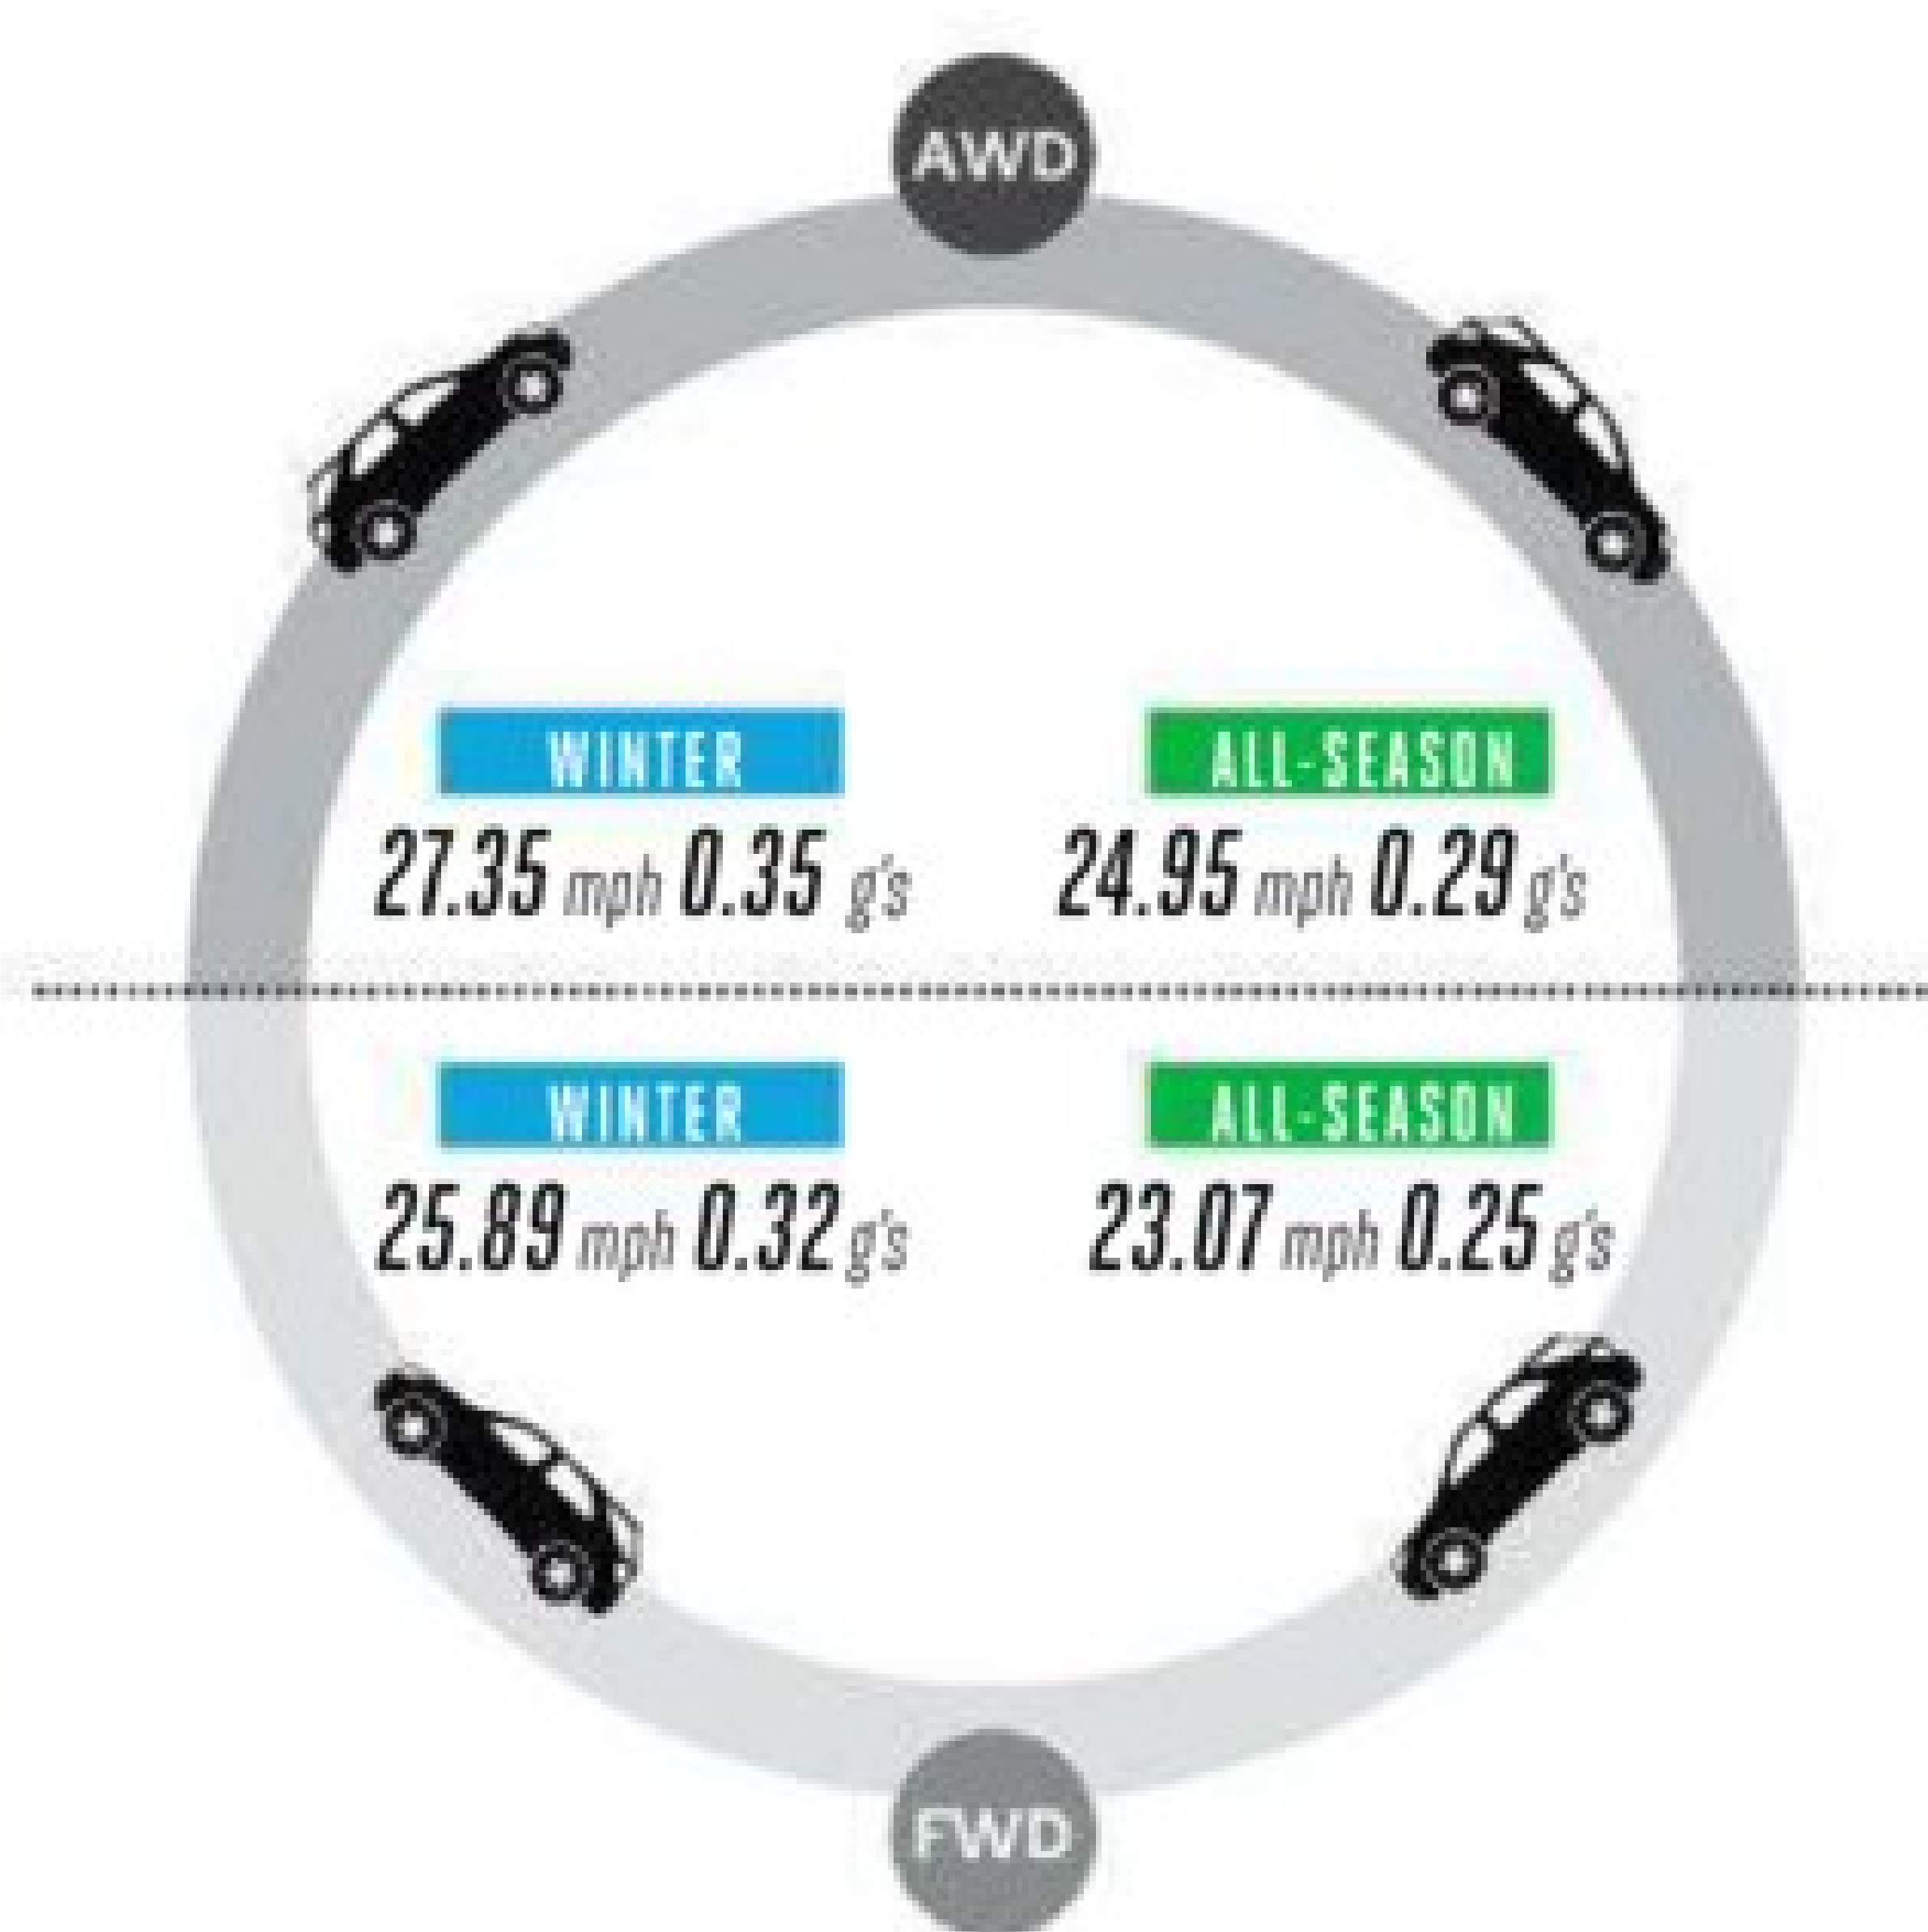 AWD
WINTER ALL-SEASON
27.35 mph 0.35 g's 24.95 mph 0.29 g's
WINTER ALL-SEASON
25.89 mph 0.32 g's 23.07 mph 0.25 g's
FWD